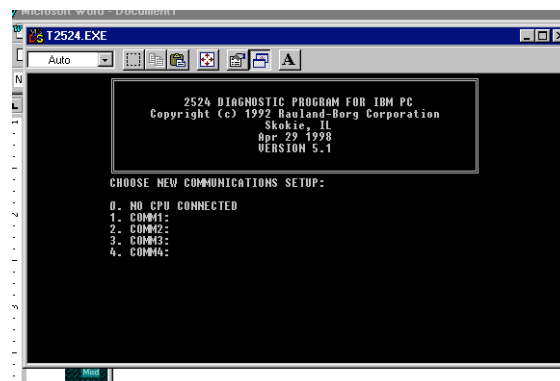 Microsoft Word - Document1
T2524.EXE
Auto
A
N
2524 DIAGNOSTIC PROGRAM FOR IBM PC
Copyright (c) 1992 Rauland-Borg Corporation
Skokie, IL
Apr 29 1998
VERSION 5.1
CHOOSE NEW COMMUNICATIONS SETUP:
0. NO CPU CONNECTED
1. COMM1:
2. COMM2:
3. COMM3:
4. COMM4: